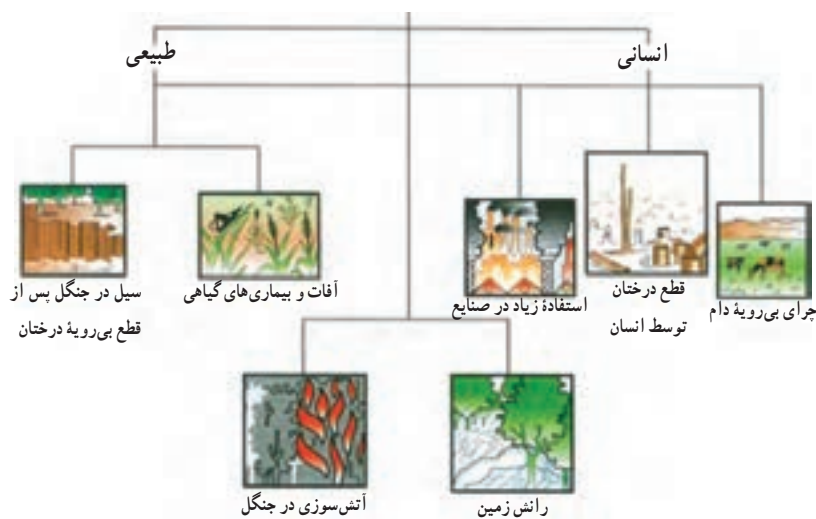 انسانی
طبیعی
چرای بی‌رویهٔ دام
قطع درختان
توسط انسان
استفادهٔ زیاد در صنایع
آفات و بیماری‌های گیاهی
سیل در جنگل پس از
قطع بی‌رویهٔ درختان
رانش زمین
آتش‌سوزی در جنگل